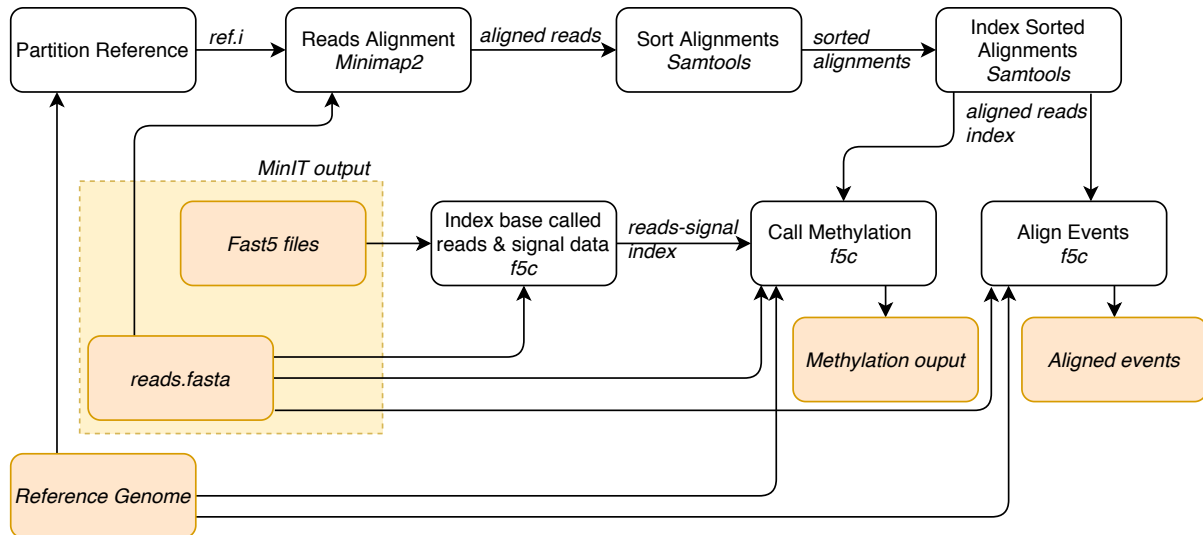 Partition Reference
ref.i
Reads Alignment
Minimap2
aligned reads
Sort Alignments
Samtools
sorted
alignments
Index Sorted
Alignments
Samtools
aligned reads
index
MinIT output
Fast5 files
Index base called
reads & signal data
f5c
reads-signal
index
Call Methylation
f5c
Align Events
f5c
reads.fasta
Methylation ouput
Aligned events
Reference Genome